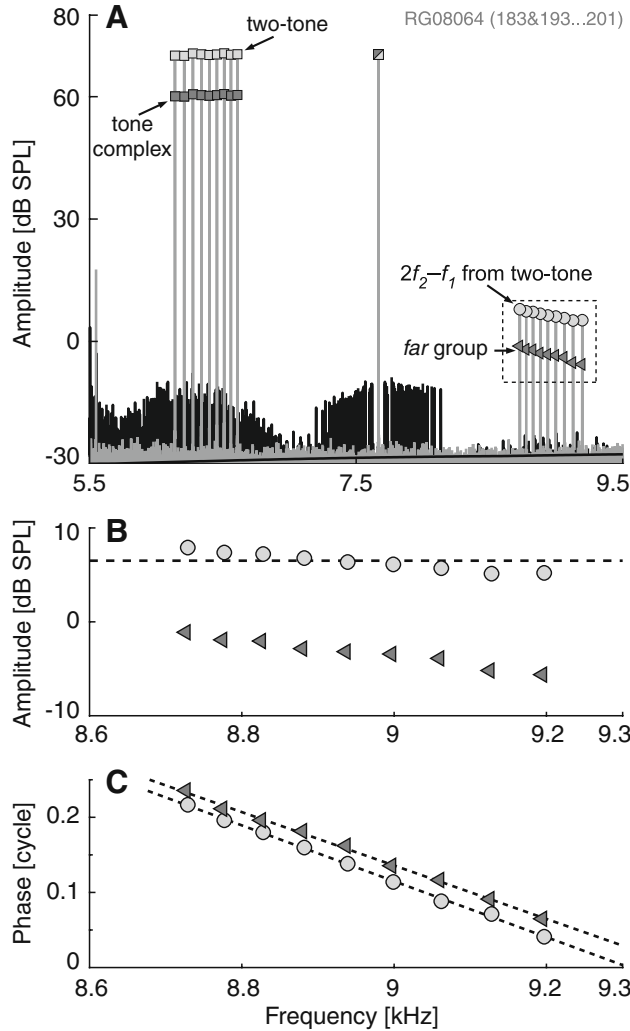 A
RG08064 (183&193...201)
80
60
30
0
-30
Amplitude [dB SPL]
two-tone
tone
complex
2f2–f1 from two-tone
far group
5.5
7.5
9.5
B
10
0
-10
Amplitude [dB SPL]
8.6
8.8
9
9.2
9.3
C
0.2
0.1
0
Phase [cycle]
8.6
8.8
9
9.2
9.3
Frequency [kHz]